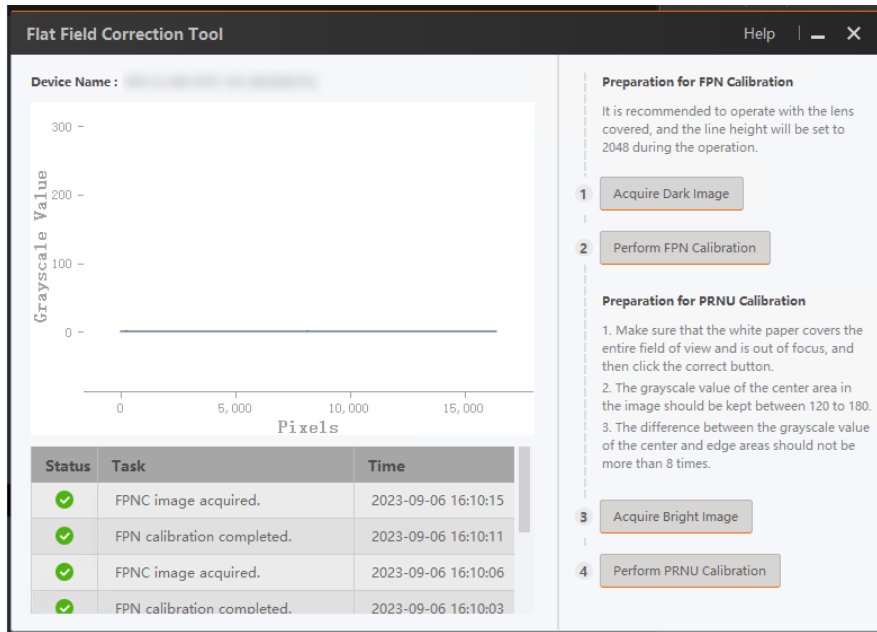 Flat Field Correction Tool
Help
Device Name :
300
200
100
0
Grayscale Value
0
5,000
10,000
15,000
Pixels
Status Task Time
FPNC image acquired. 2023-09-06 16:10:15
FPN calibration completed. 2023-09-06 16:10:11
FPNC image acquired. 2023-09-06 16:10:06
FPN calibration completed. 2023-09-06 16:10:03
Preparation for FPN Calibration
It is recommended to operate with the lens
covered, and the line height will be set to
2048 during the operation.
1 Acquire Dark Image
2 Perform FPN Calibration
Preparation for PRNU Calibration
1. Make sure that the white paper covers the
entire field of view and is out of focus, and
then click the correct button.
2. The grayscale value of the center area in
the image should be kept between 120 to 180.
3. The difference between the grayscale value
of the center and edge areas should not be
more than 8 times.
3 Acquire Bright Image
4 Perform PRNU Calibration